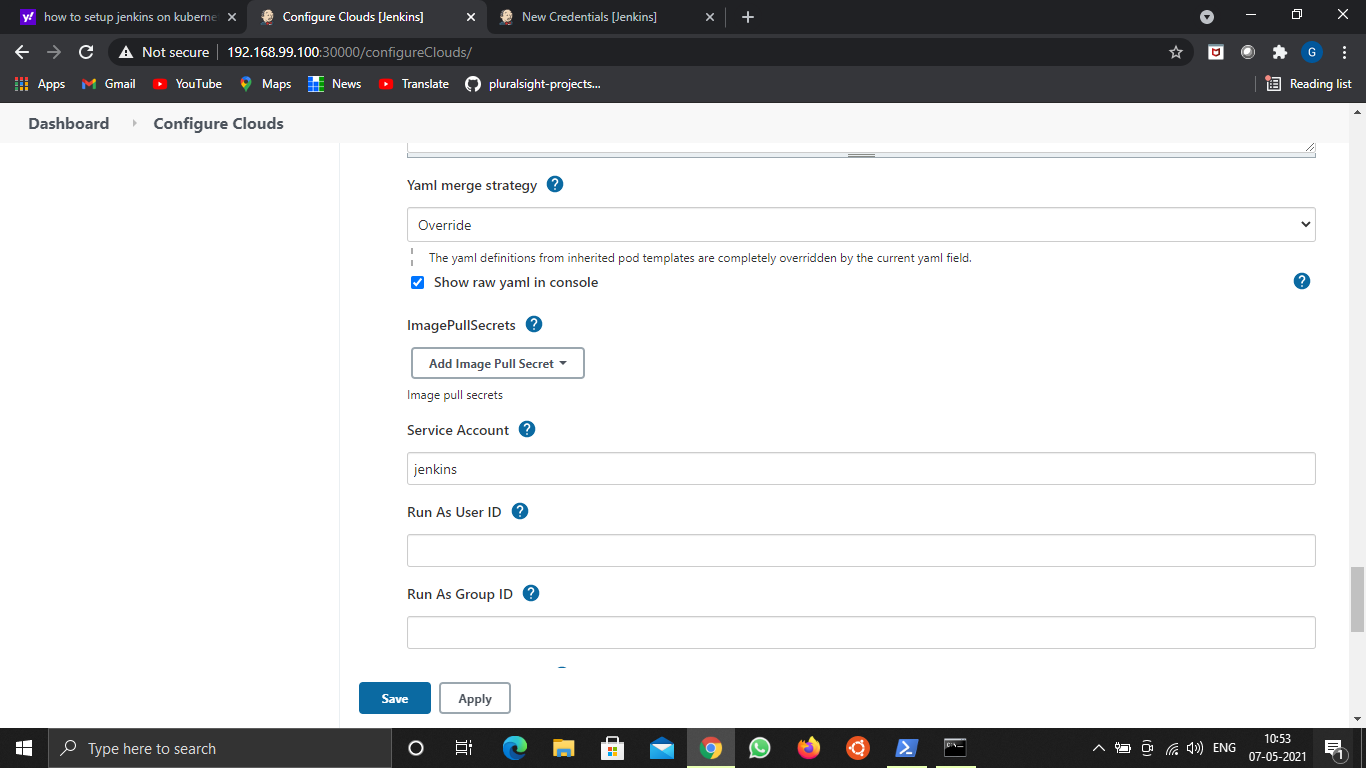 how to setup jenkins on kuberne
Configure Clouds [Jenkins]
New Credentials [Jenkins]
Not secure
192.168.99.100:30000/configureClouds/
G
Apps
Gmail
YouTube
Maps
News
Translate
pluralsight-projects...
Reading list
Dashboard
Configure Clouds
Yaml merge strategy ?
Override
The yaml definitions from inherited pod templates are completely overridden by the current yaml field.
Show raw yaml in console ?
ImagePullSecrets ?
Add Image Pull Secret
Image pull secrets
Service Account ?
jenkins
Run As User ID ?
Run As Group ID ?
Save
Apply
Type here to search
ENG
10:53
07-05-2021
1